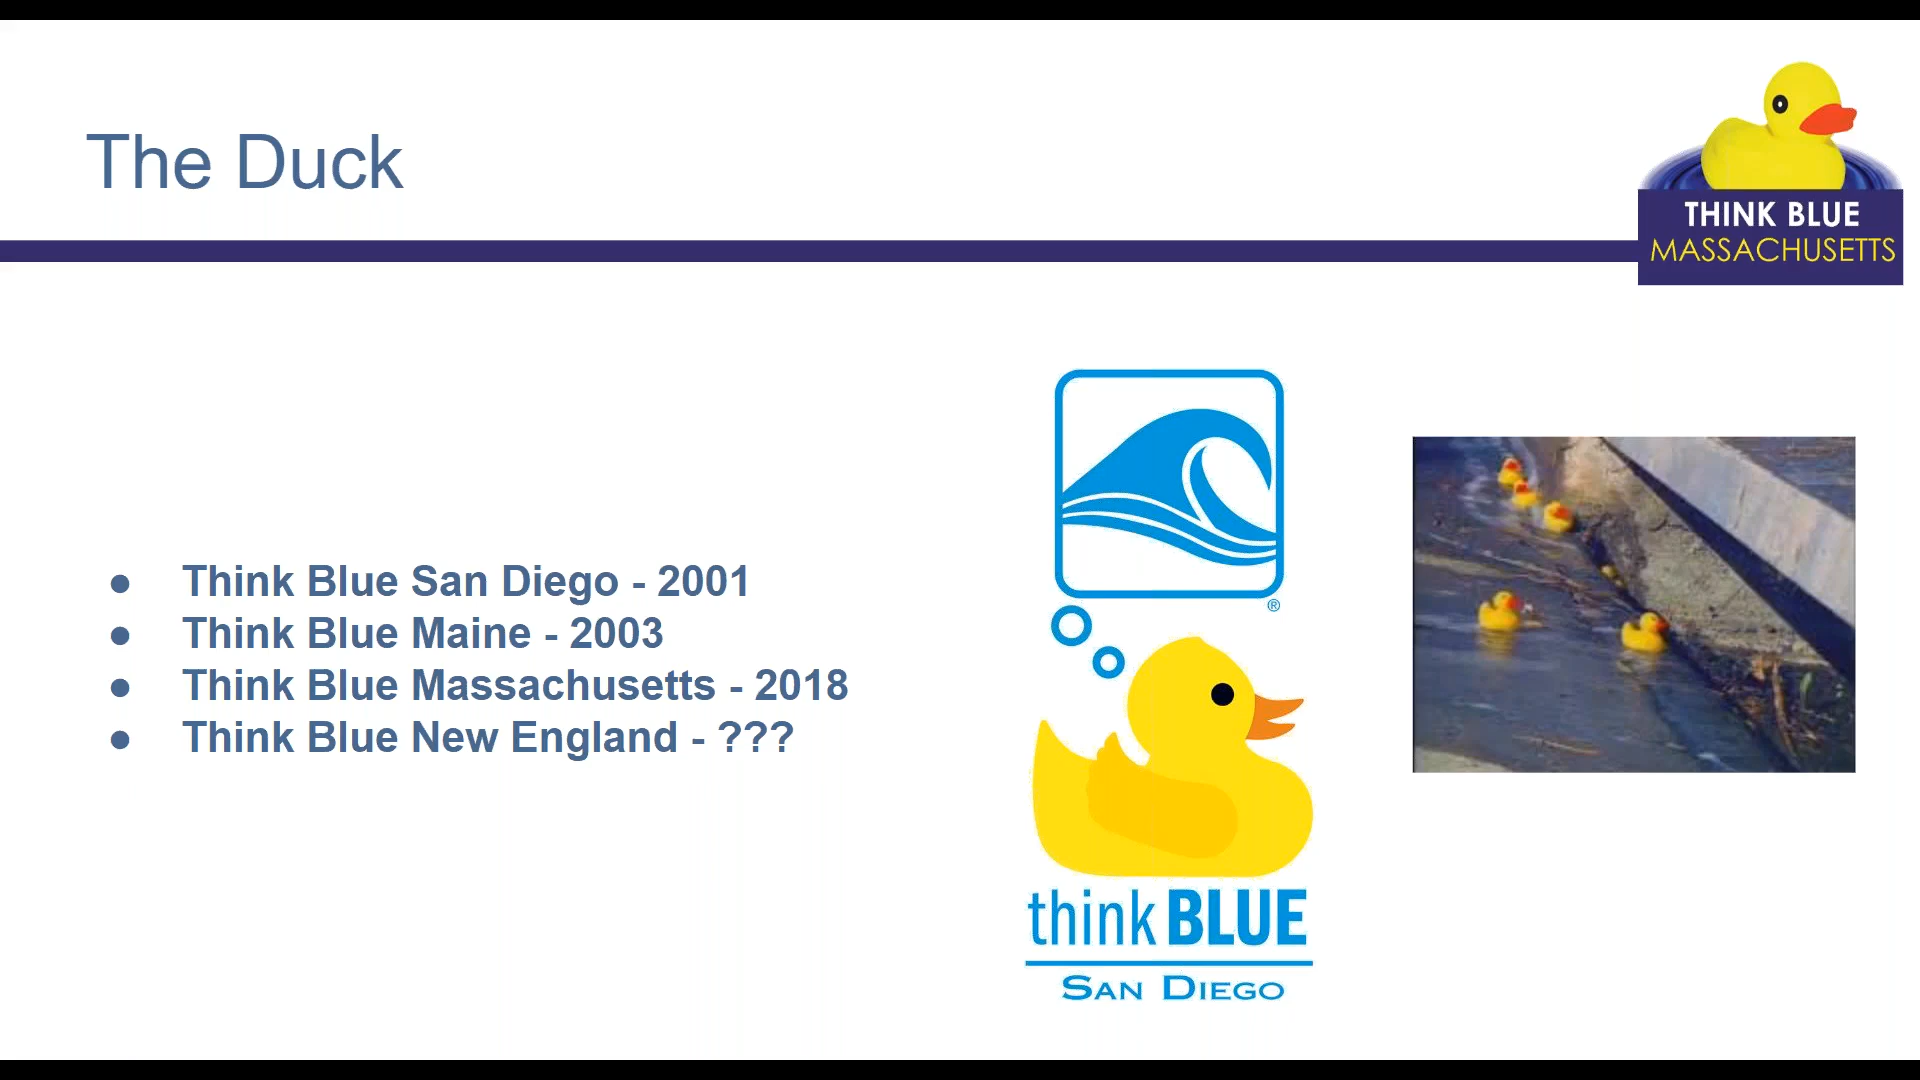 The Duck
THINK BLUE
MASSACHUSETTS
● Think Blue San Diego - 2001
● Think Blue Maine - 2003
● Think Blue Massachusetts - 2018
● Think Blue New England - ???
®
think BLUE
SAN DIEGO